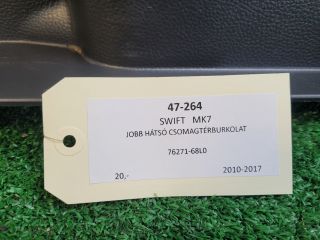 47-264
SWIFT MK7
JOBB HÁTSÓ CSOMAGTÉRBURKOLAT
76271-68L0
20,- 2010-2017